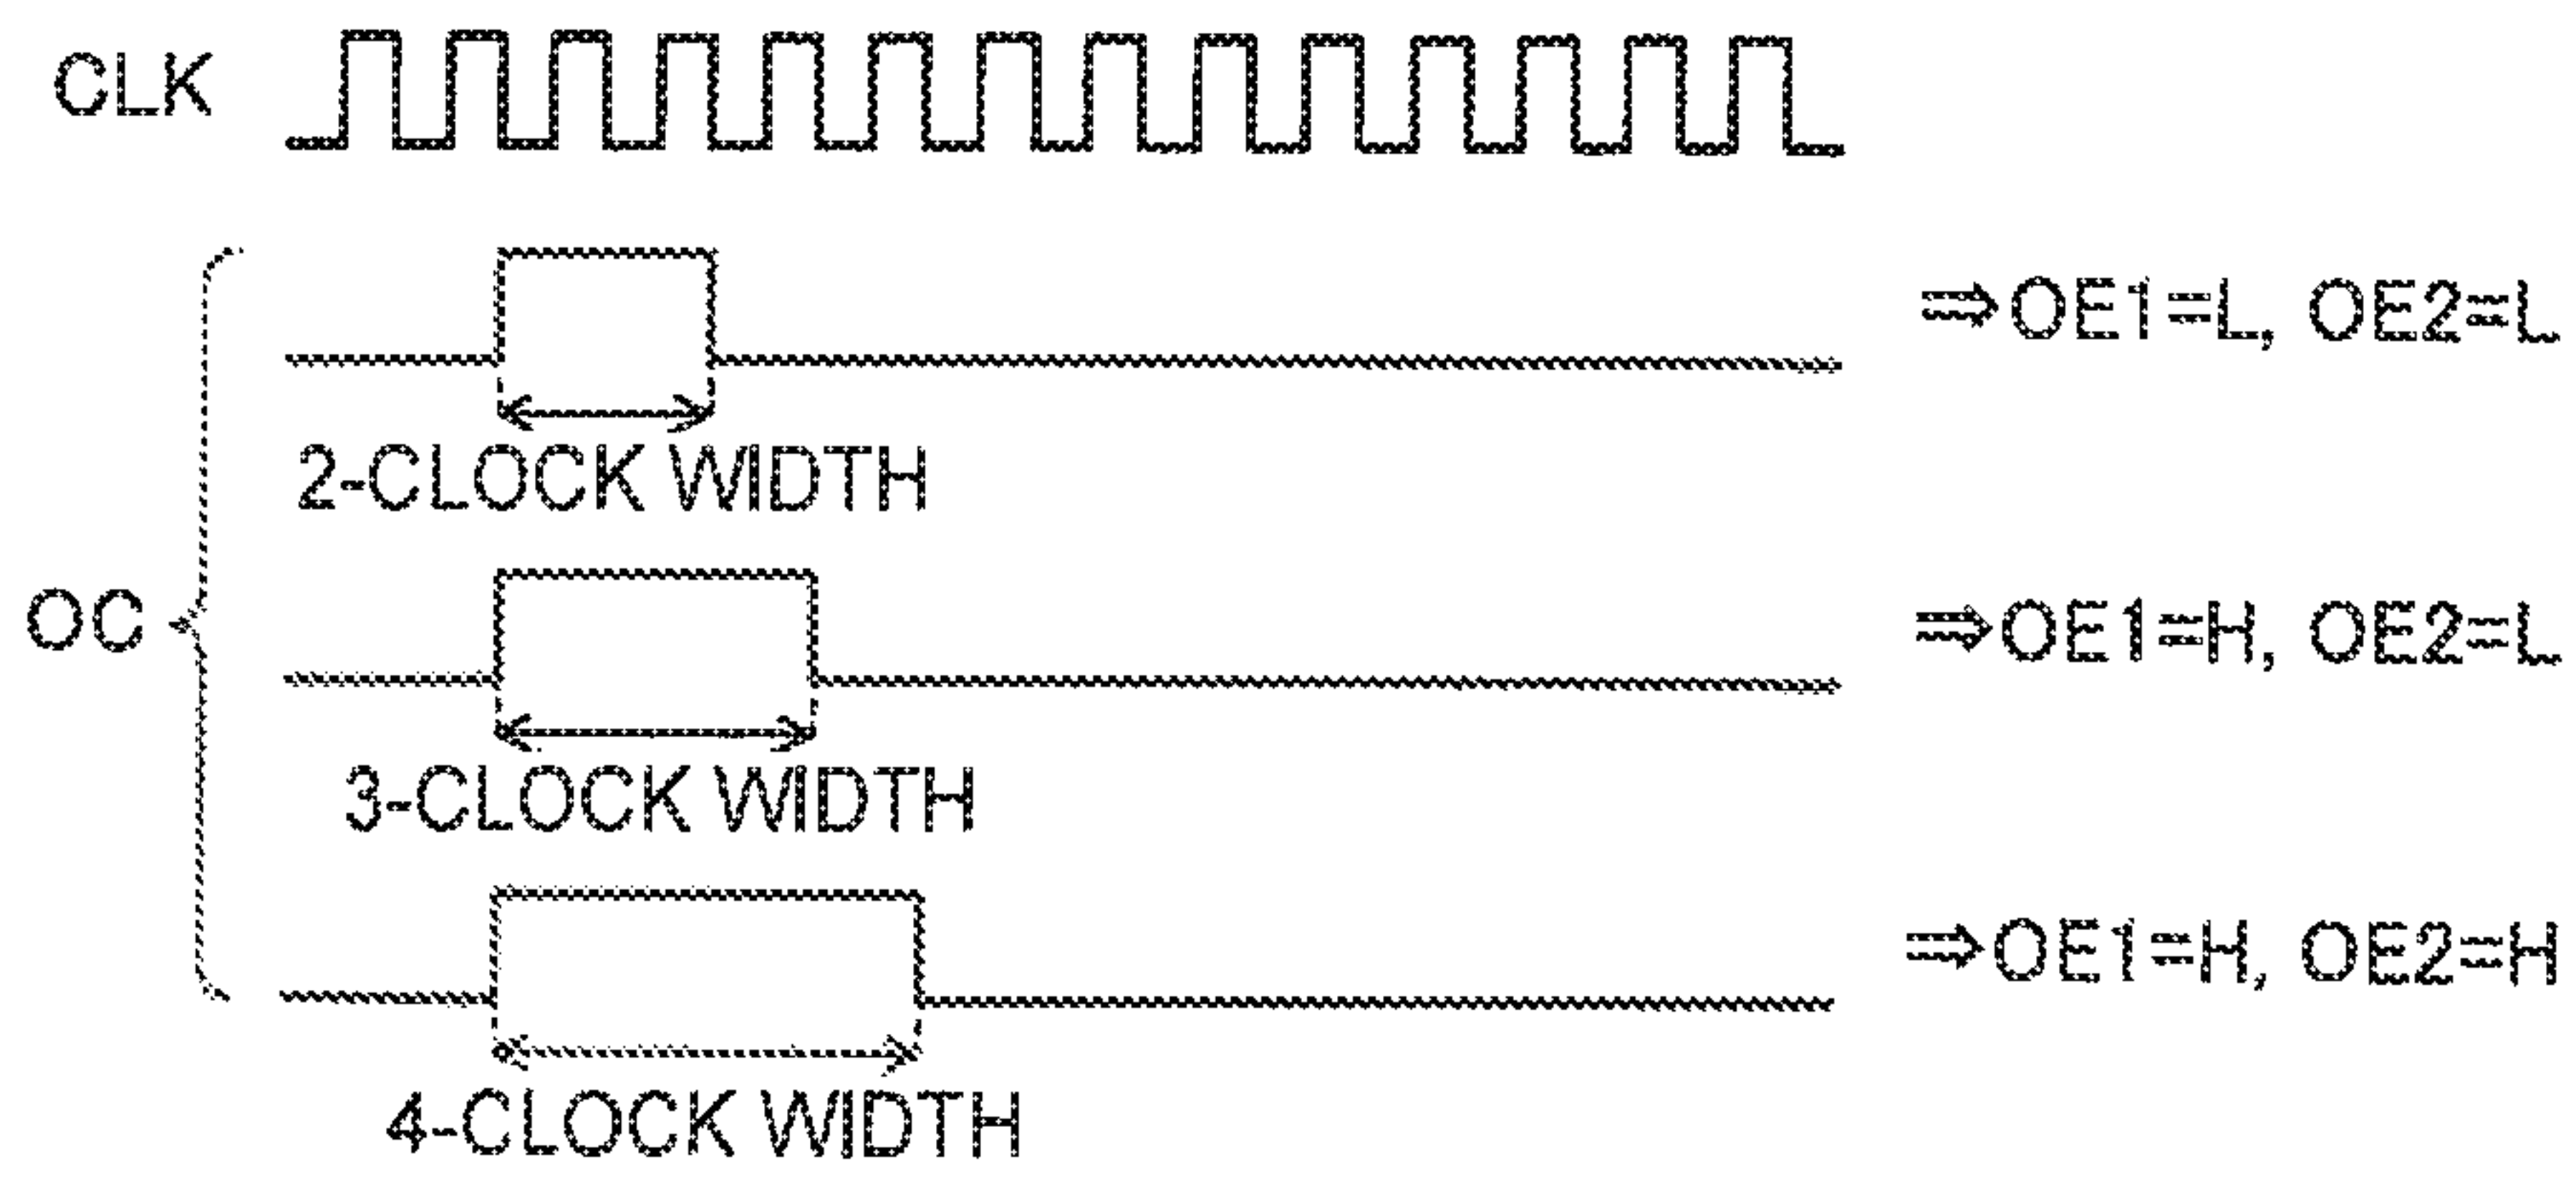 CLK
⇒OE1=L, OE2=L
2-CLOCK WIDTH
OC
⇒OE1=H, OE2=L
3-CLOCK WIDTH
⇒OE1=H, OE2=H
4-CLOCK WIDTH